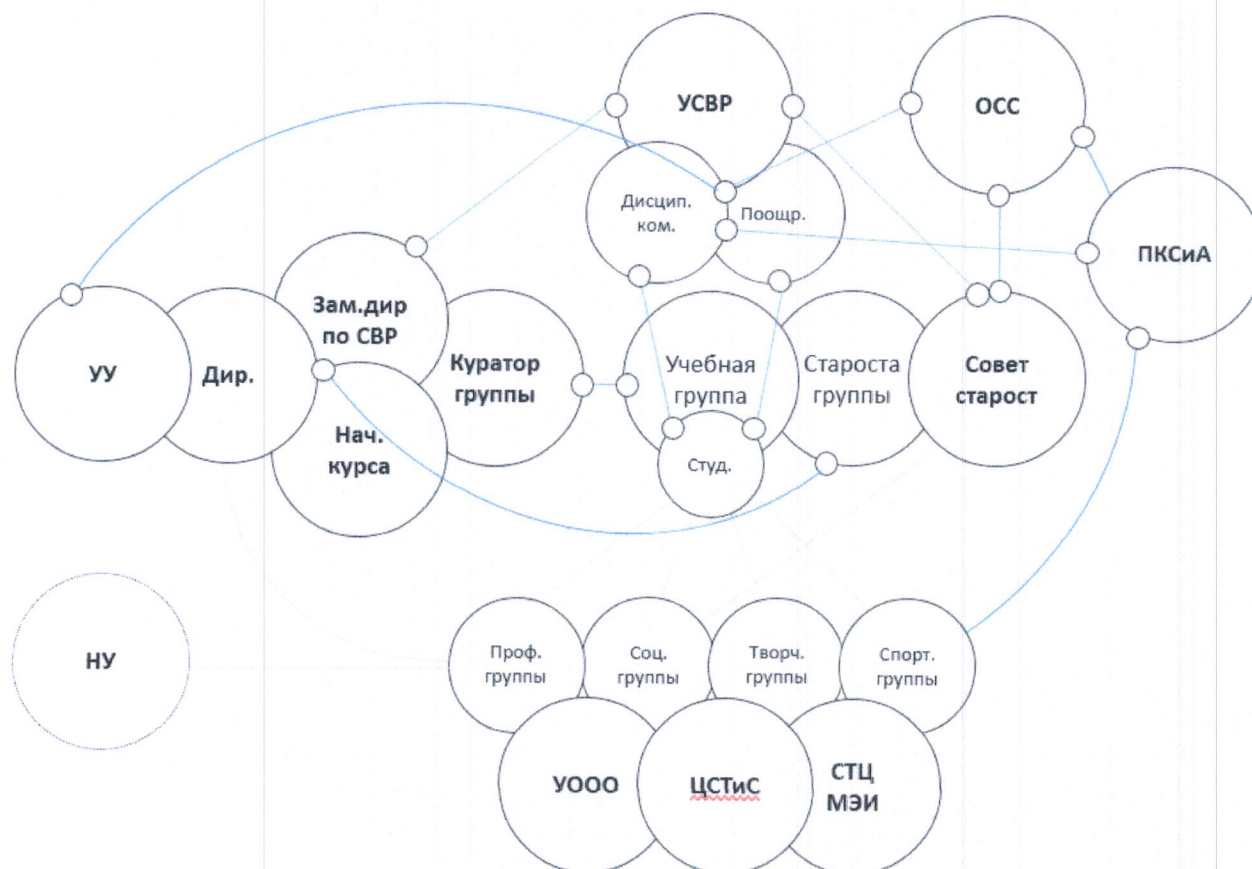 УСВР
ОСС
Дисцип.
ком.
Поощр.
ПКСиА
Зам.дир
по СВР
УУ
Дир.
Куратор
группы
Учебная
группа
Староста
группы
Совет
старост
Нач.
курса
Студ.
НУ
Проф.
группы
Соц.
группы
Творч.
группы
Спорт.
группы
УООО
ЦСТиС
СТЦ
МЭИ